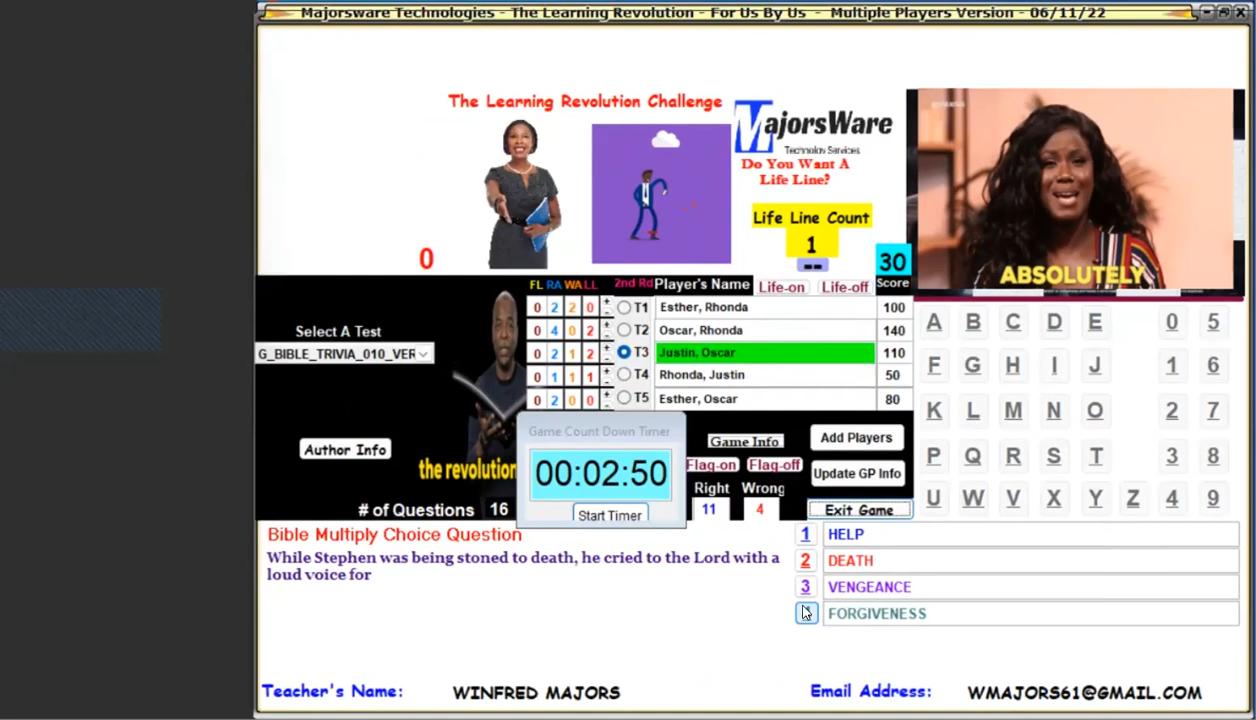 Majorsware Technologies - The Learning Revolution - For Us By Us - Multiple Players Version - 06/11/22
The Learning Revolution Challenge
MajorsWare
Technology Services
Do You Want A
Life Line?
Life Line Count
1
--
0
30
ABSOLUTELY
FL RA WA LL 2nd Rd Player's Name Life-on Life-off Score
0 2 2 0 + - T1 Esther, Rhonda 100
0 4 0 2 + - T2 Oscar, Rhonda 140
0 2 1 2 + - T3 Justin, Oscar 110
0 1 1 1 + - T4 Rhonda, Justin 50
0 2 0 0 + - T5 Esther, Oscar 80
Select A Test
G_BIBLE_TRIVIA_010_VER
Author Info
the revolution
# of Questions 16
Game Count Down Timer
00:02:50
Start Timer
Game Info
Flag-on Flag-off
Right Wrong
11 4
Add Players
Update GP Info
Exit Game
A B C D E 0 5
F G H I J 1 6
K L M N O 2 7
P Q R S T 3 8
U W V X Y Z 4 9
Bible Multiply Choice Question
While Stephen was being stoned to death, he cried to the Lord with a
loud voice for
1 HELP
2 DEATH
3 VENGEANCE
FORGIVENESS
Teacher's Name: WINFRED MAJORS
Email Address: WMAJORS61@GMAIL.COM